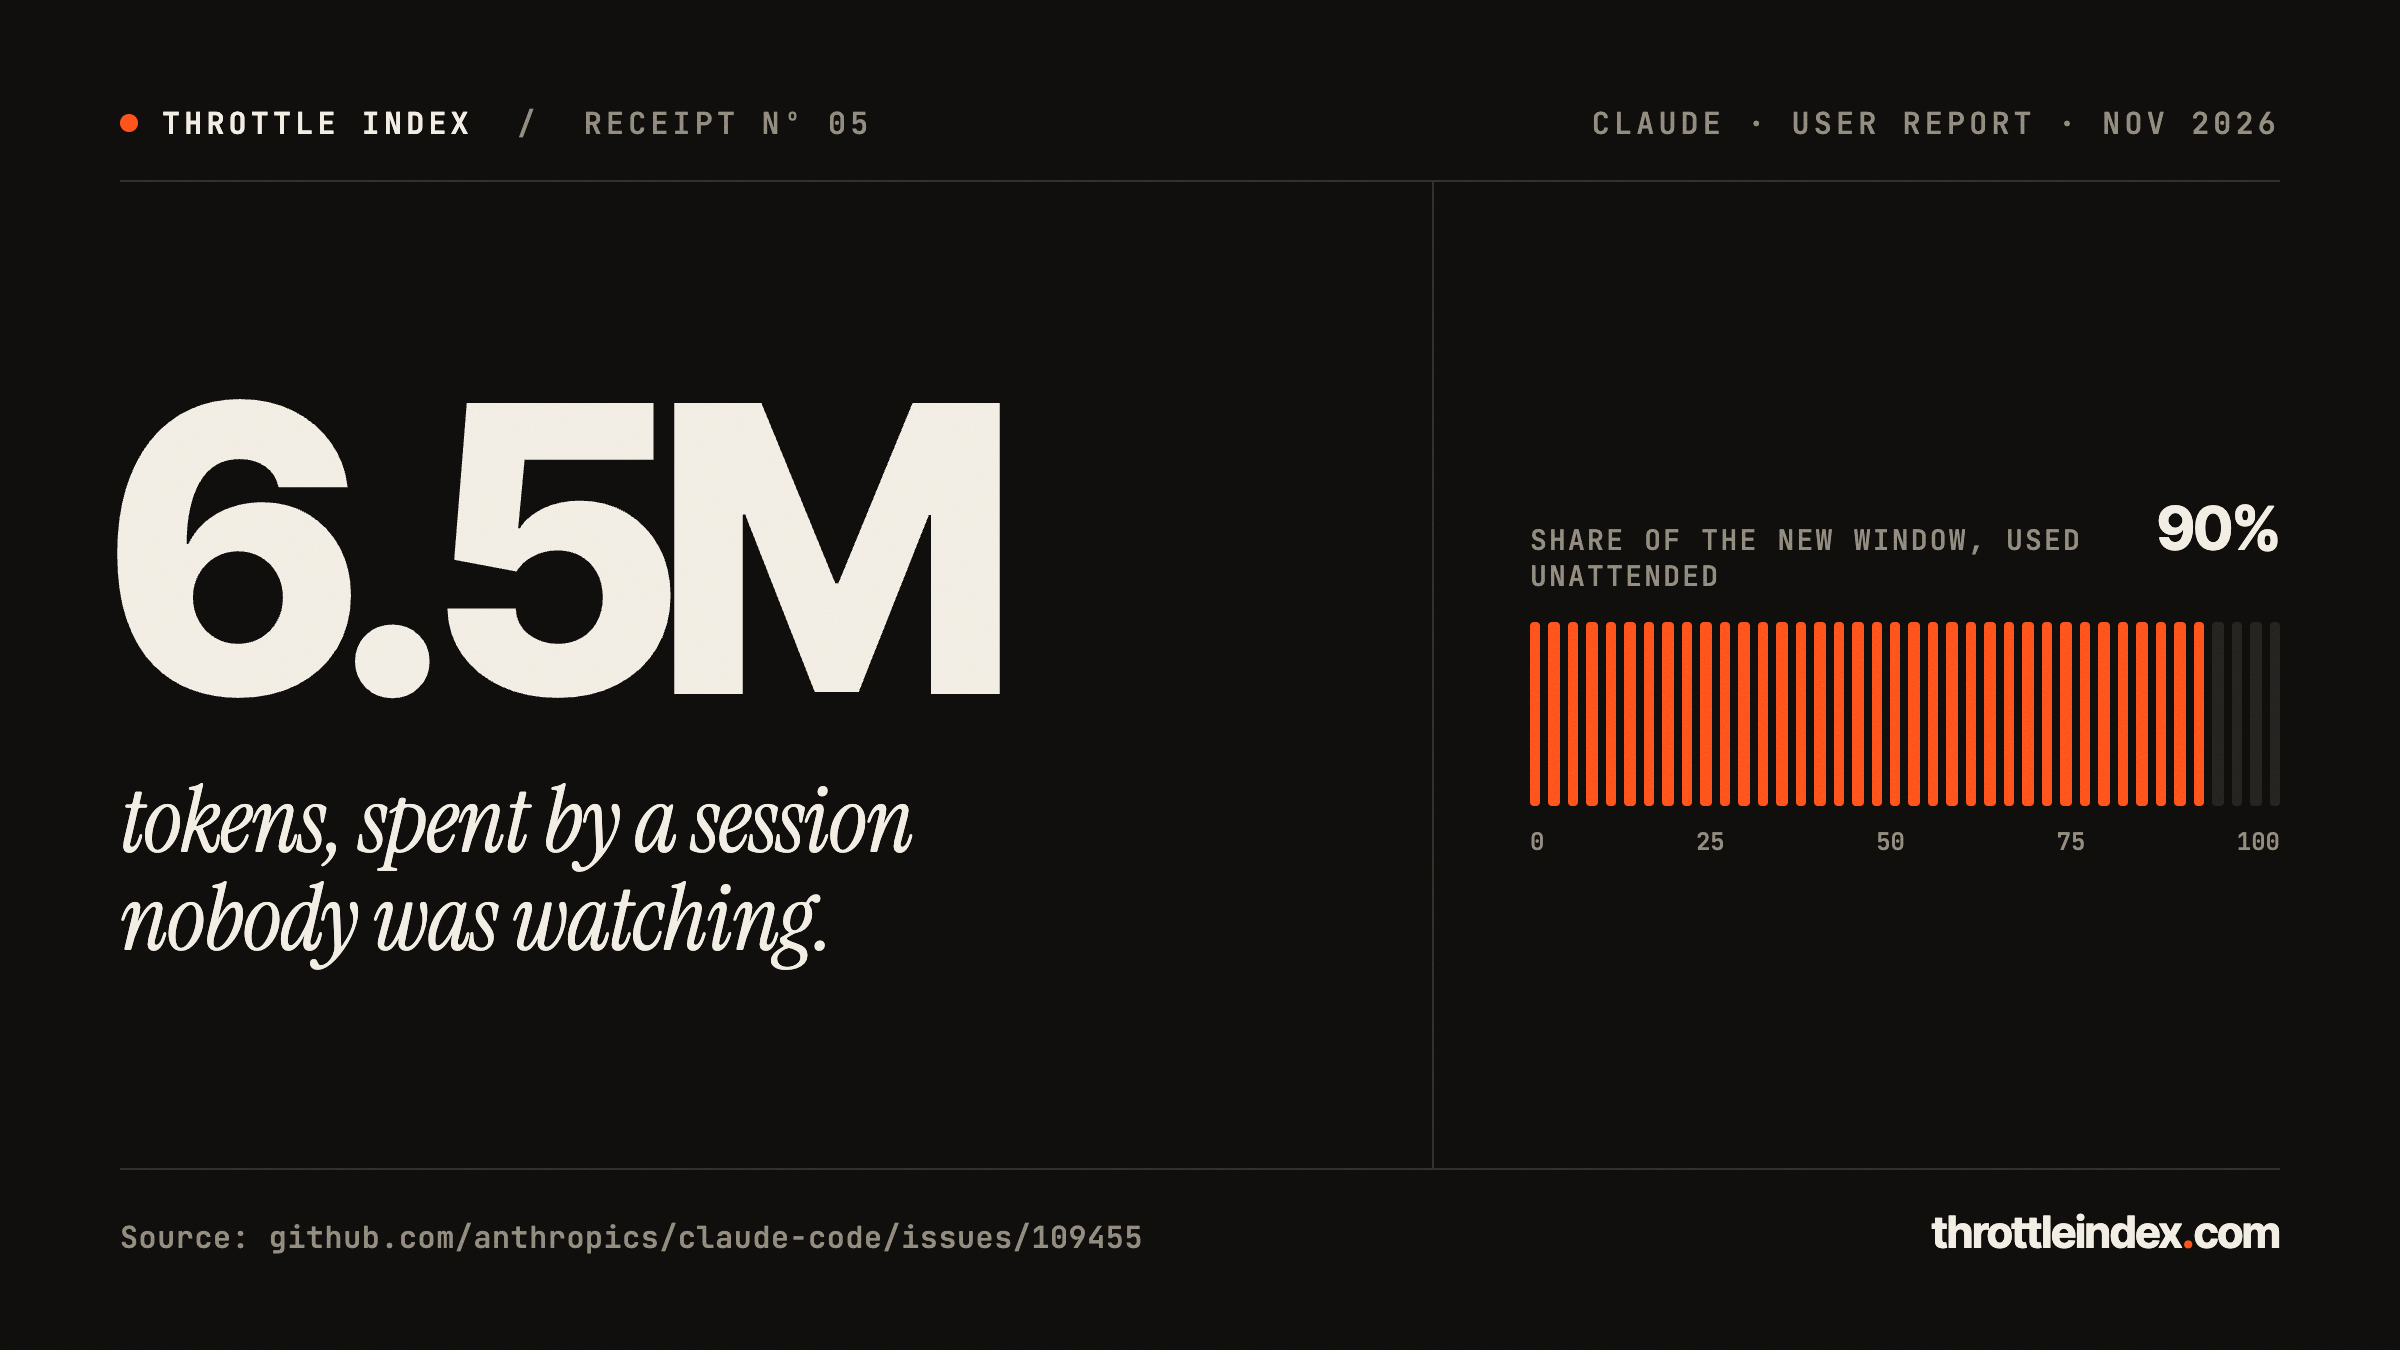 THROTTLE INDEX / RECEIPT N° 05
CLAUDE · USER REPORT · NOV 2026
6.5M
tokens, spent by a session
nobody was watching.
SHARE OF THE NEW WINDOW, USED
UNATTENDED
90%
0 25 50 75 100
Source: github.com/anthropics/claude-code/issues/109455
throttleindex.com